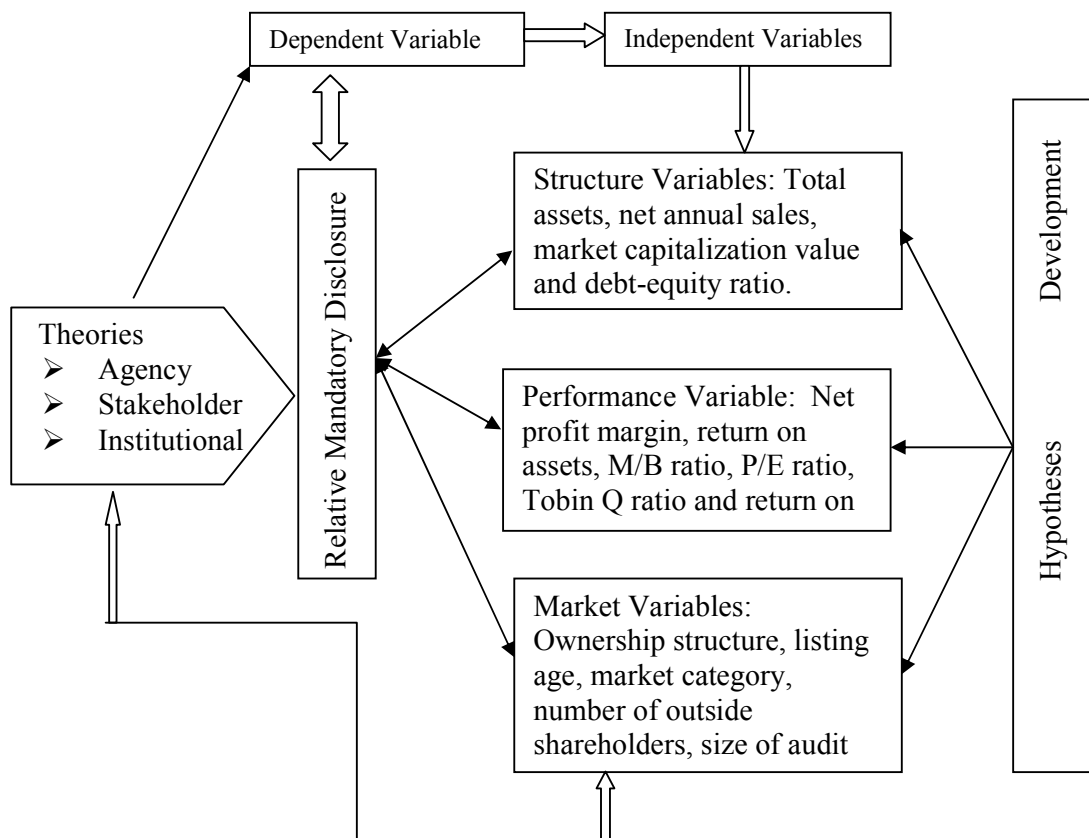 Dependent Variable
Independent Variables
Structure Variables: Total
assets, net annual sales,
market capitalization value
and debt-equity ratio.
Theories
➢ Agency
➢ Stakeholder
➢ Institutional
Relative Mandatory Disclosure
Performance Variable: Net
profit margin, return on
assets, M/B ratio, P/E ratio,
Tobin Q ratio and return on
Market Variables:
Ownership structure, listing
age, market category,
number of outside
shareholders, size of audit
Hypotheses Development